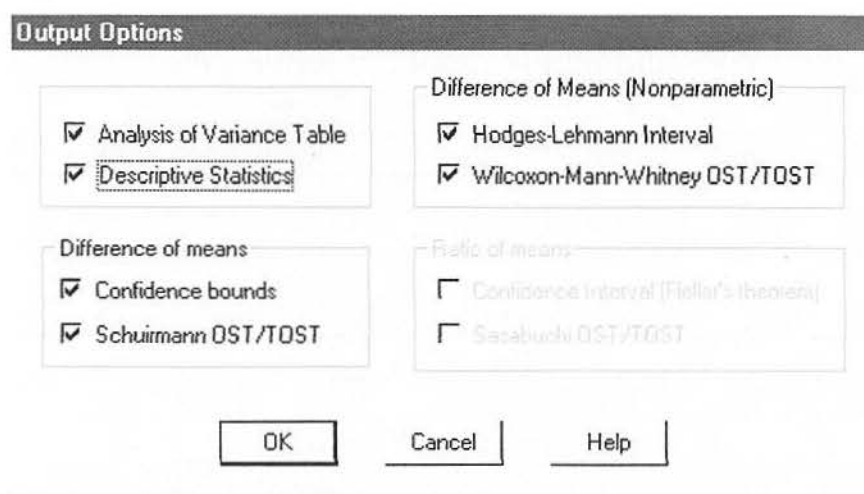 Output Options
Analysis of Variance Table
Descriptive Statistics
Difference of Means (Nonparametric)
Hodges-Lehmann Interval
Wilcoxon-Mann-Whitney OST/TOST
Difference of means
Confidence bounds
Schuirmann OST/TOST
Ratio of means
Confidence Interval (Fieller's theorem)
Sasabuchi OST/TOST
OK
Cancel
Help